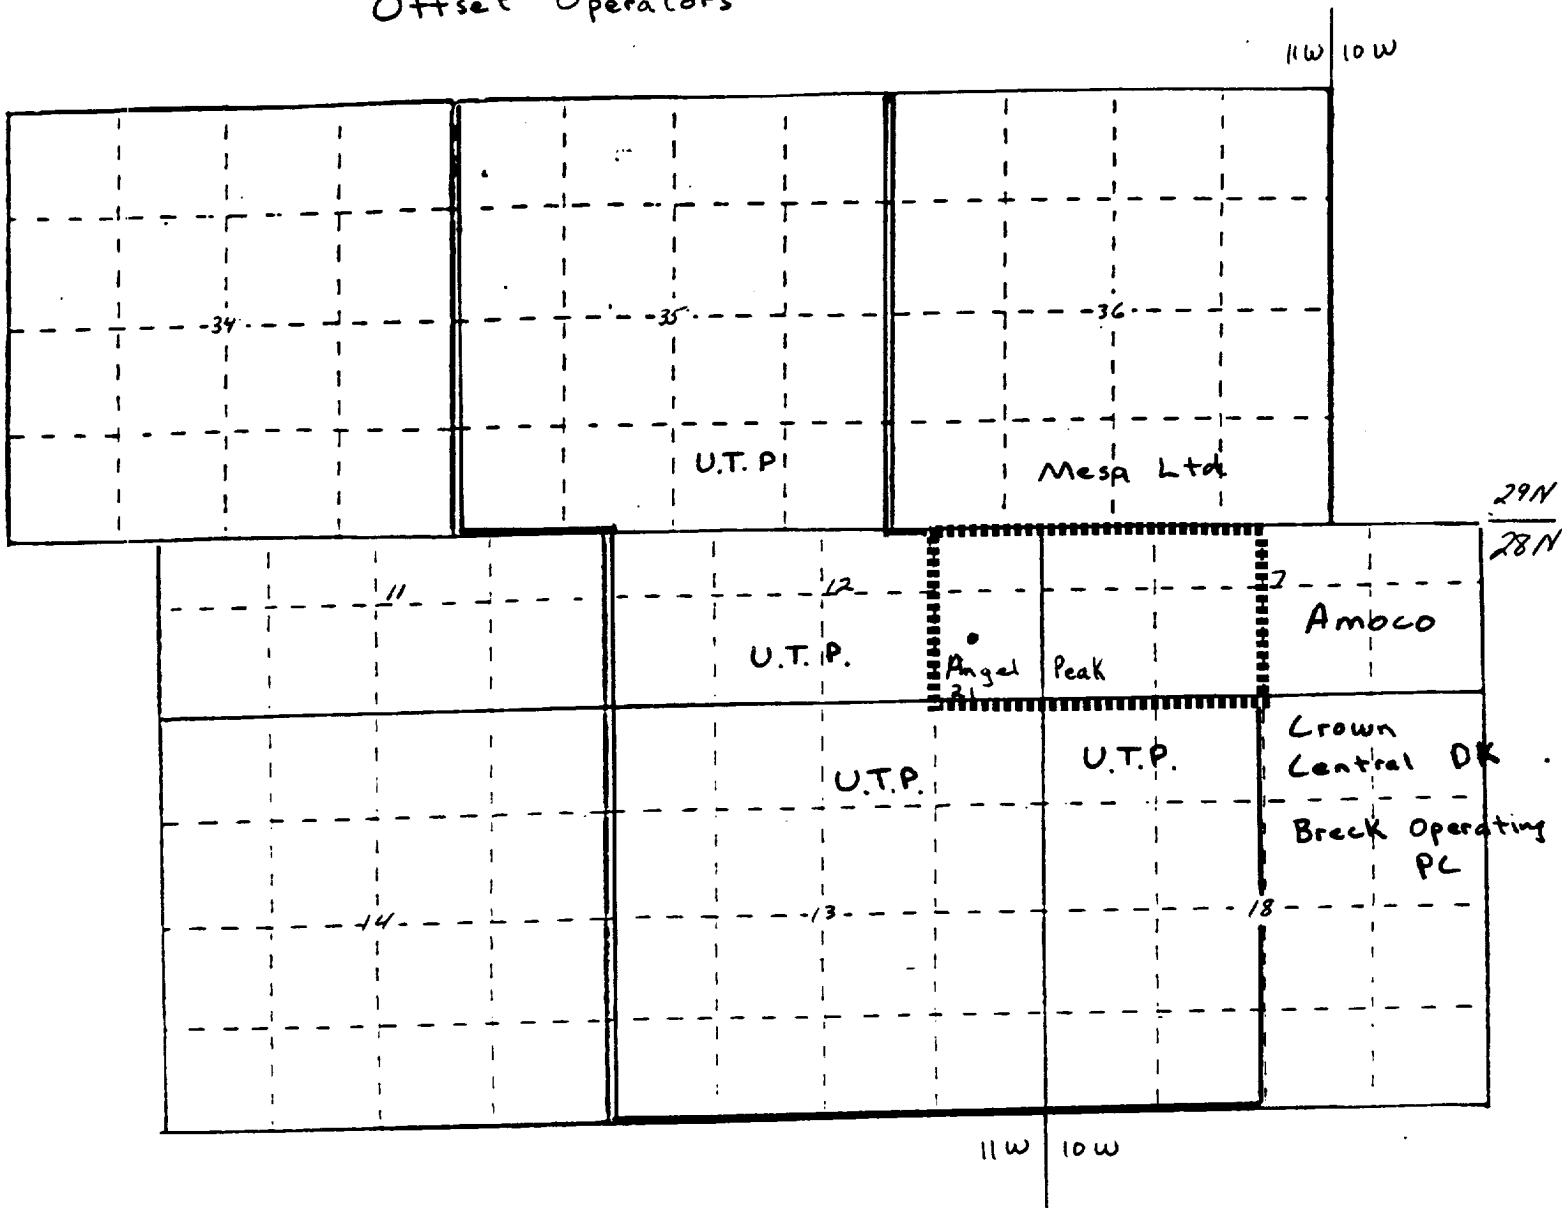 Offset Operators
11W 10W
34
35
36
U.T.P
Mesa Ltd
29N
28N
11
12
7
Amoco
U.T.P.
Angel Peak
Crown
Central DK
U.T.P.
U.T.P.
Breck Operating
PC
14
13
18
11W 10W